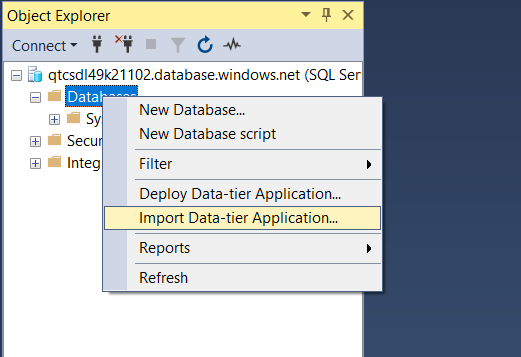 Object Explorer
Connect
qtcsdl49k21102.database.windows.net (SQL Ser
Databases
Sy
Secur
Integ
New Database...
New Database script
Filter
Deploy Data-tier Application...
Import Data-tier Application...
Reports
Refresh